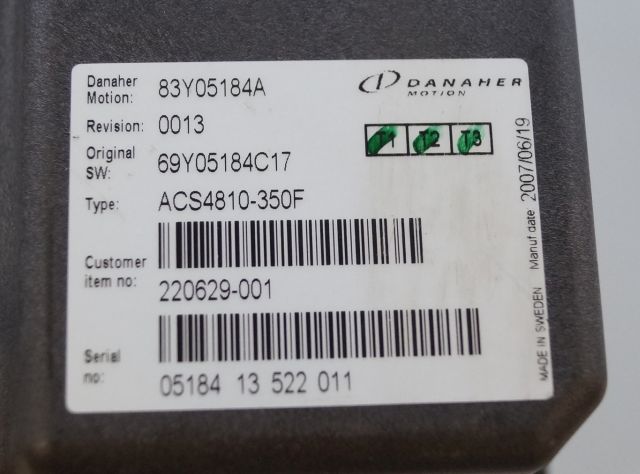 Danaher Motion: 83Y05184A
DANAHER
MOTION
Revision: 0013
T1 T2 T3
Original SW: 69Y05184C17
Type: ACS4810-350F
Customer item no: 220629-001
Serial no: 05184 13 522 011
MADE IN SWEDEN Manuf date 2007/06/19